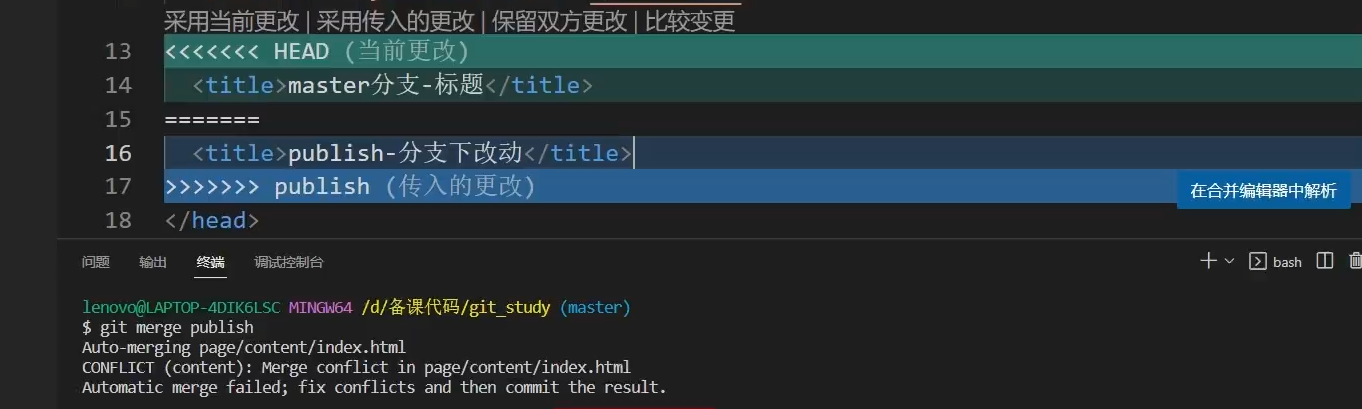 采用当前更改 | 采用传入的更改 | 保留双方更改 | 比较变更
13 <<<<<<< HEAD (当前更改)
14 <title>master分支-标题</title>
15 =======
16 <title>publish-分支下改动</title>
17 >>>>>>> publish (传入的更改)
在合并编辑器中解析
18 </head>
问题 输出 终端 调试控制台 bash
lenovo@LAPTOP-4DIK6LSC MINGW64 /d/备课代码/git_study (master)
$ git merge publish
Auto-merging page/content/index.html
CONFLICT (content): Merge conflict in page/content/index.html
Automatic merge failed; fix conflicts and then commit the result.